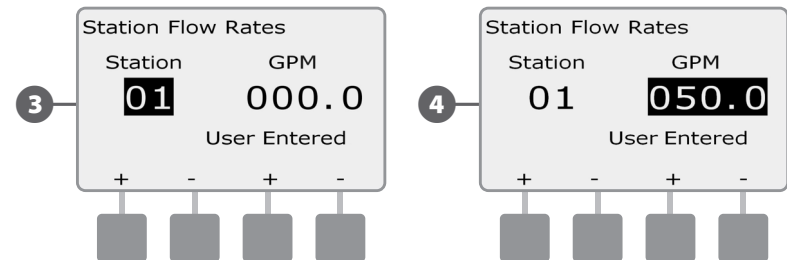 Station Flow Rates
Station GPM
3 01 000.0
User Entered
+ - + -
Station Flow Rates
Station GPM
4 01 050.0
User Entered
+ - + -